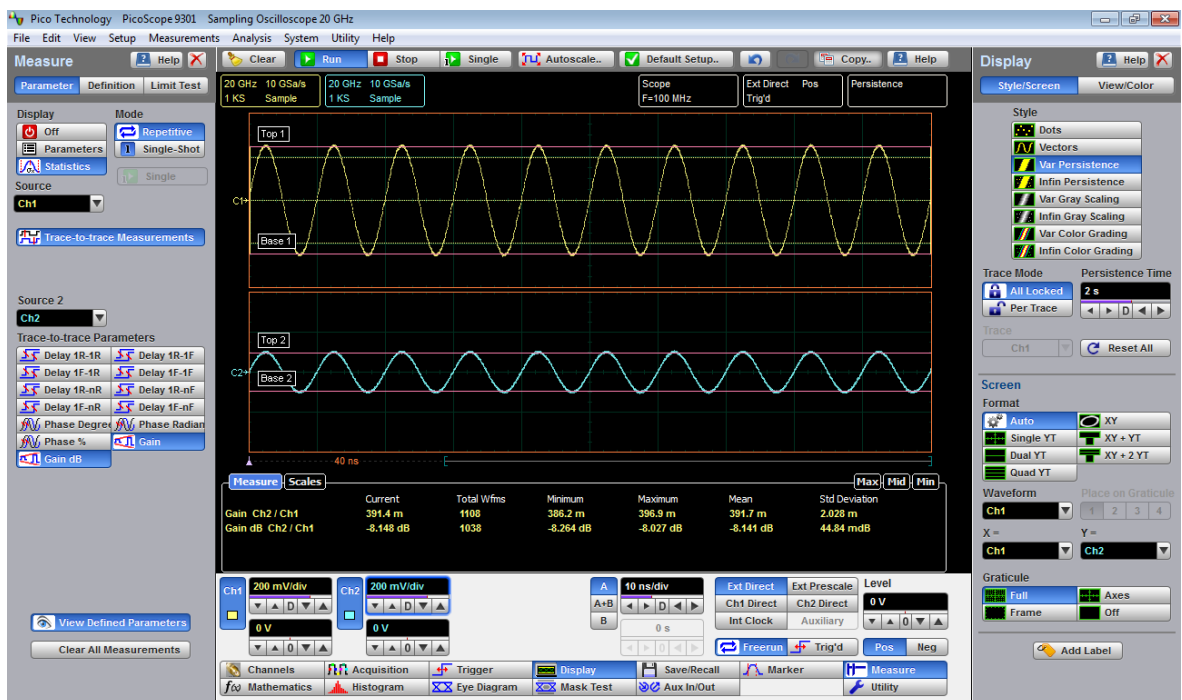 Pico Technology PicoScope 9301 Sampling Oscilloscope 20 GHz
File Edit View Setup Measurements Analysis System Utility Help
Measure Help
Parameter Definition Limit Test
Display Mode
Off Repetitive
Parameters Single-Shot
Statistics Single
Source
Ch1
Trace-to-trace Measurements
Source 2
Ch2
Trace-to-trace Parameters
Delay 1R-1R Delay 1R-1F
Delay 1F-1R Delay 1F-1F
Delay 1R-nR Delay 1R-nF
Delay 1F-nR Delay 1F-nF
Phase Degree Phase Radian
Phase % Gain
Gain dB
View Defined Parameters
Clear All Measurements
Clear Run Stop Single Autoscale.. Default Setup.. Copy.. Help
20 GHz 10 GSa/s 20 GHz 10 GSa/s Scope Ext Direct Pos Persistence
1 KS Sample 1 KS Sample F=100 MHz Trig'd
Top 1
C1
Base 1
Top 2
C2
Base 2
40 ns
Measure Scales Max Mid Min
Current Total Wfms Minimum Maximum Mean Std Deviation
Gain Ch2 / Ch1 391.4 m 1108 386.2 m 396.9 m 391.7 m 2.028 m
Gain dB Ch2 / Ch1 -8.148 dB 1038 -8.264 dB -8.027 dB -8.141 dB 44.84 mdB
Ch1 200 mV/div Ch2 200 mV/div A 10 ns/div Ext Direct Ext Prescale Level
D D A+B D Ch1 Direct Ch2 Direct 0 V
0 V 0 V B 0 s Int Clock Auxiliary 0
0 0 0 Freerun Trig'd Pos Neg
Channels Acquisition Trigger Display Save/Recall Marker Measure
f(x) Mathematics Histogram Eye Diagram Mask Test Aux In/Out Utility
Display Help
Style/Screen View/Color
Style
Dots
Vectors
Var Persistence
Infin Persistence
Var Gray Scaling
Infin Gray Scaling
Var Color Grading
Infin Color Grading
Trace Mode Persistence Time
All Locked 2 s
Per Trace D
Trace
Ch1 Reset All
Screen
Format
Auto XY
Single YT XY + YT
Dual YT XY + 2 YT
Quad YT
Waveform Place on Graticule
Ch1 1 2 3 4
X = Y =
Ch1 Ch2
Graticule
Full Axes
Frame Off
Add Label